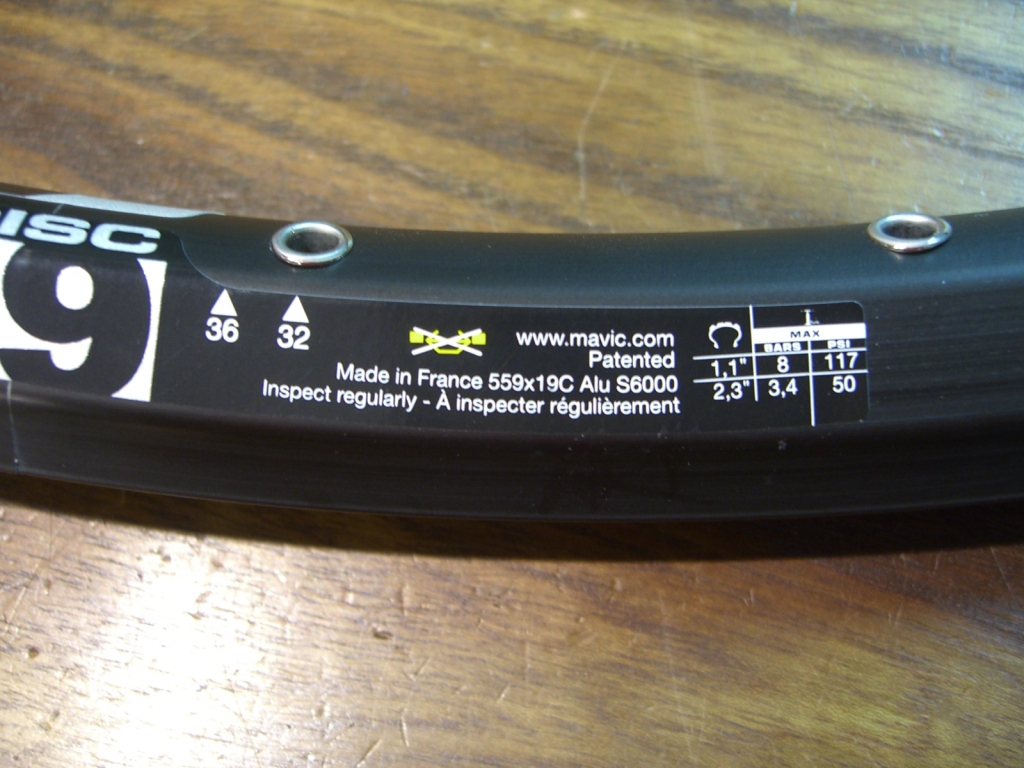 ISC
9
36
32
www.mavic.com
Patented
Made in France 559x19C Alu S6000
Inspect regularly - À inspecter régulièrement
MAX
BARS PSI
1,1" 8 117
2,3" 3,4 50